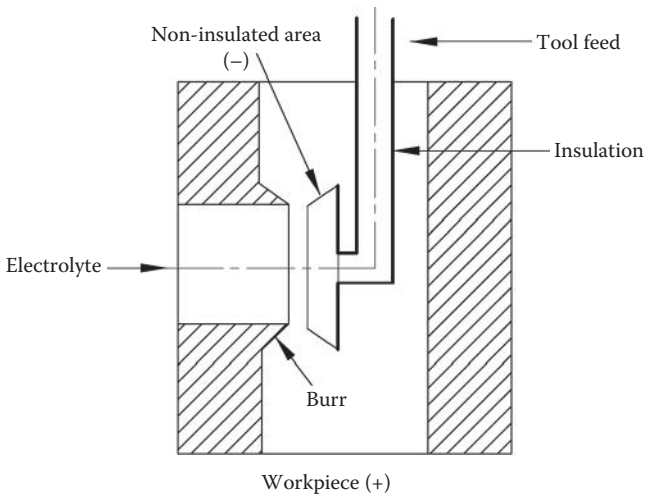 Non-insulated area
(–)
Tool feed
Insulation
Electrolyte
Burr
Workpiece (+)